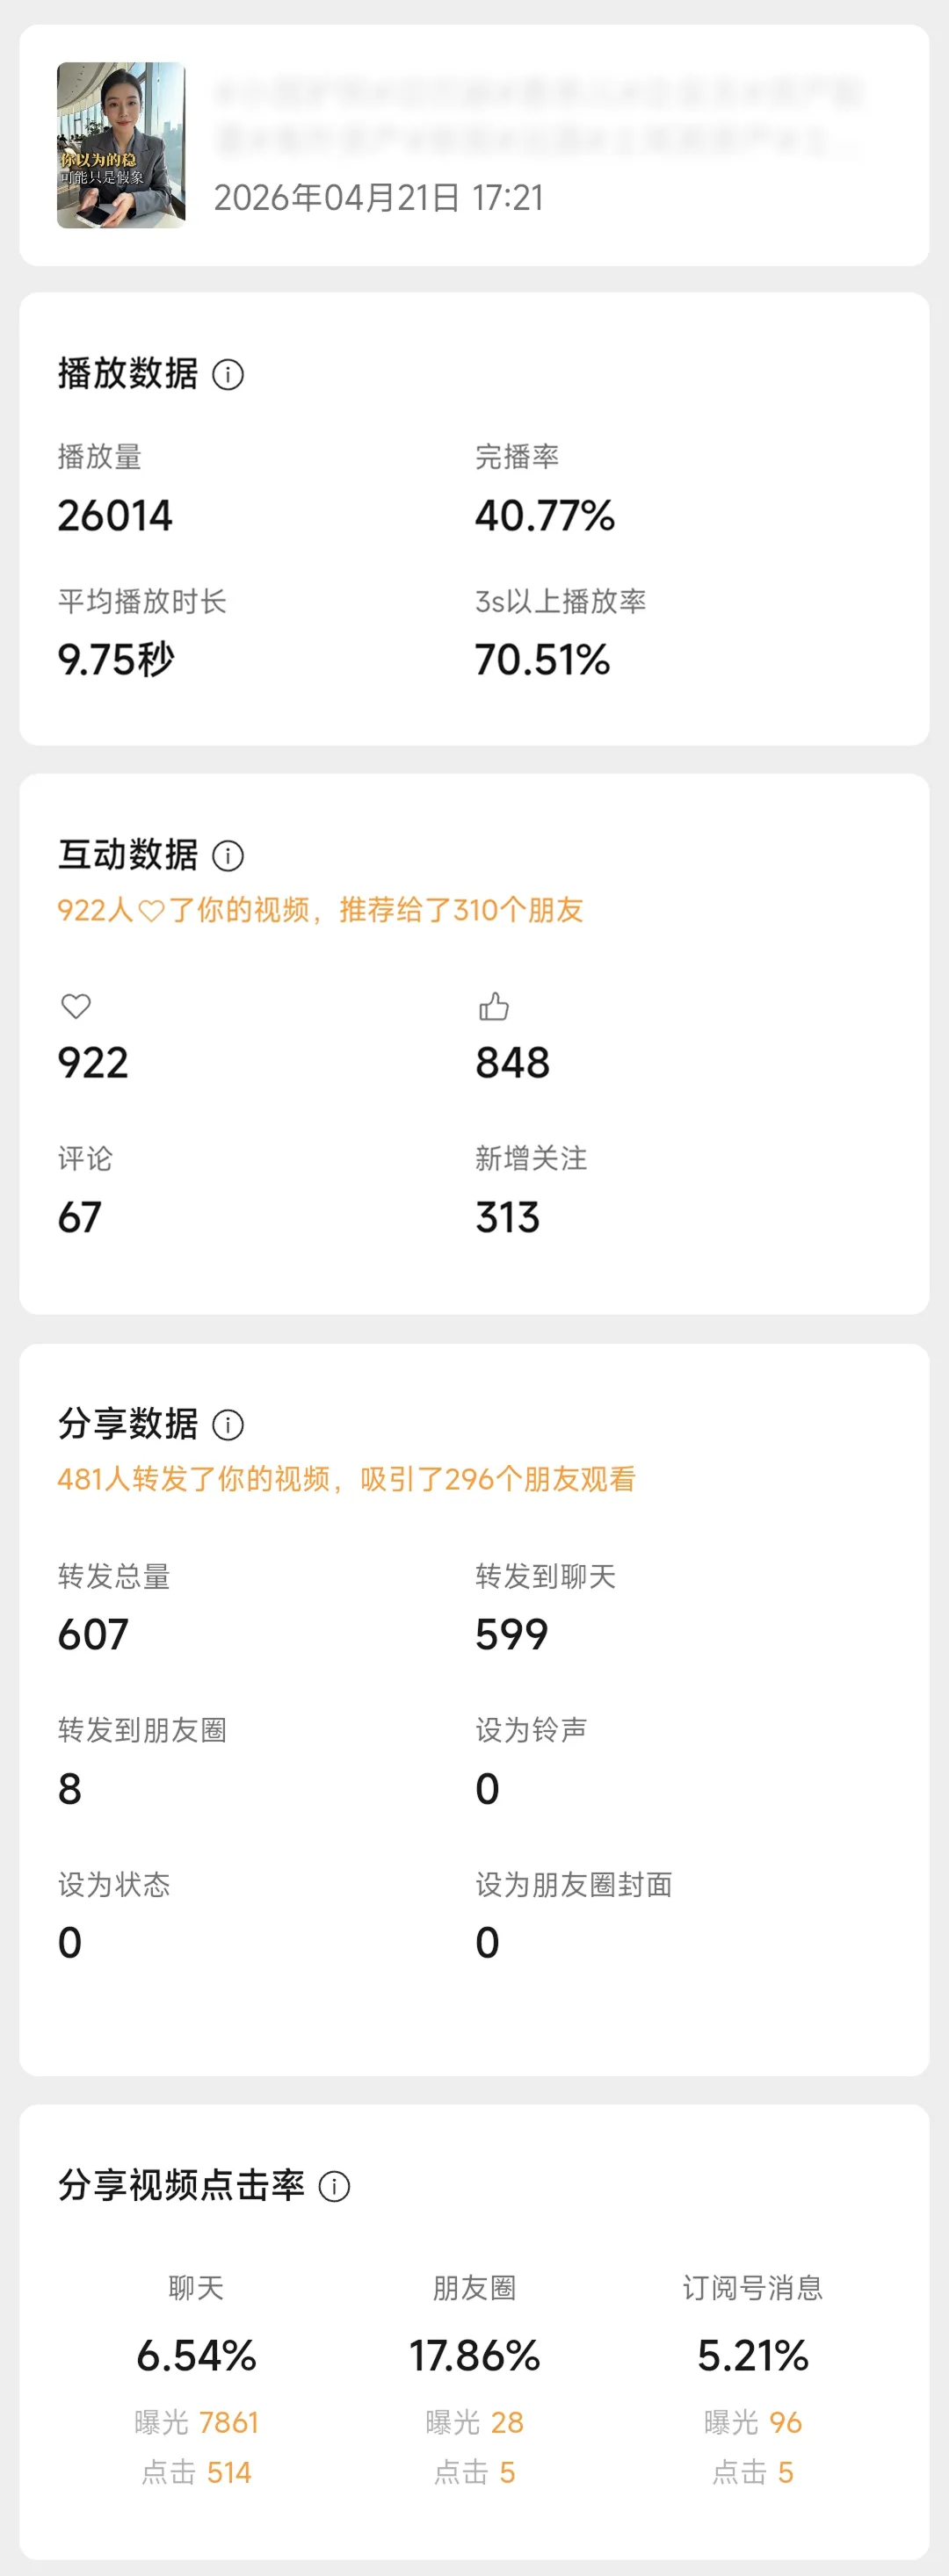 你以为的稳
可能只是假象
2026年04月21日 17:21
播放数据
播放量 完播率
26014 40.77%
平均播放时长 3s以上播放率
9.75秒 70.51%
互动数据
922人♡了你的视频，推荐给了310个朋友
922 848
评论 新增关注
67 313
分享数据
481人转发了你的视频，吸引了296个朋友观看
转发总量 转发到聊天
607 599
转发到朋友圈 设为铃声
8 0
设为状态 设为朋友圈封面
0 0
分享视频点击率
聊天 朋友圈 订阅号消息
6.54% 17.86% 5.21%
曝光 7861 曝光 28 曝光 96
点击 514 点击 5 点击 5